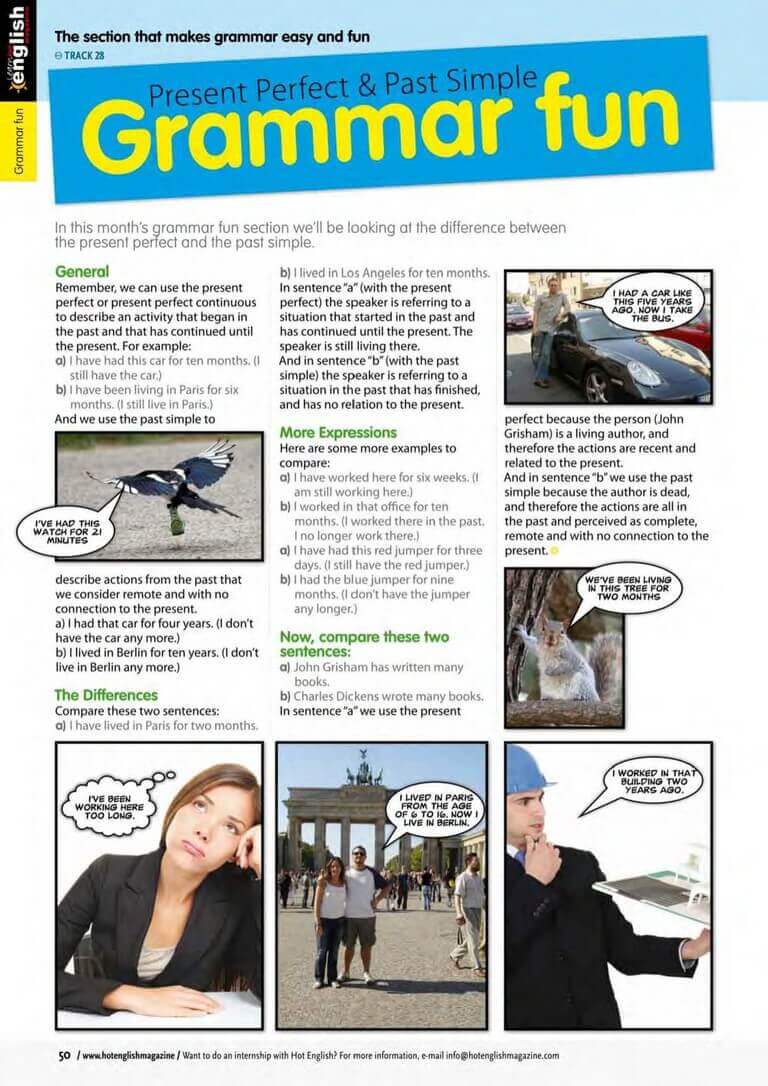 Learn hot
english
magazine
Grammar fun
The section that makes grammar easy and fun
TRACK 28
Present Perfect & Past Simple
Grammar fun
In this month's grammar fun section we'll be looking at the difference between
the present perfect and the past simple.
General
Remember, we can use the present
perfect or present perfect continuous
to describe an activity that began in
the past and that has continued until
the present. For example:
a) I have had this car for ten months. (I
still have the car.)
b) I have been living in Paris for six
months. (I still live in Paris.)
And we use the past simple to
I'VE HAD THIS
WATCH FOR 21
MINUTES
describe actions from the past that
we consider remote and with no
connection to the present.
a) I had that car for four years. (I don't
have the car any more.)
b) I lived in Berlin for ten years. (I don't
live in Berlin any more.)
The Differences
Compare these two sentences:
a) I have lived in Paris for two months.
b) I lived in Los Angeles for ten months.
In sentence "a" (with the present
perfect) the speaker is referring to a
situation that started in the past and
has continued until the present. The
speaker is still living there.
And in sentence "b" (with the past
simple) the speaker is referring to a
situation in the past that has finished,
and has no relation to the present.
More Expressions
Here are some more examples to
compare:
a) I have worked here for six weeks. (I
am still working here.)
b) I worked in that office for ten
months. (I worked there in the past.
I no longer work there.)
a) I have had this red jumper for three
days. (I still have the red jumper.)
b) I had the blue jumper for nine
months. (I don't have the jumper
any longer.)
Now, compare these two
sentences:
a) John Grisham has written many
books.
b) Charles Dickens wrote many books.
In sentence "a" we use the present
I HAD A CAR LIKE
THIS FIVE YEARS
AGO. NOW I TAKE
THE BUS.
perfect because the person (John
Grisham) is a living author, and
therefore the actions are recent and
related to the present.
And in sentence "b" we use the past
simple because the author is dead,
and therefore the actions are all in
the past and perceived as complete,
remote and with no connection to the
present.
WE'VE BEEN LIVING
IN THIS TREE FOR
TWO MONTHS
I'VE BEEN
WORKING HERE
TOO LONG.
I LIVED IN PARIS
FROM THE AGE
OF 6 TO 16. NOW I
LIVE IN BERLIN.
I WORKED IN THAT
BUILDING TWO
YEARS AGO.
50 / www.hotenglishmagazine / Want to do an internship with Hot English? For more information, e-mail info@hotenglishmagazine.com